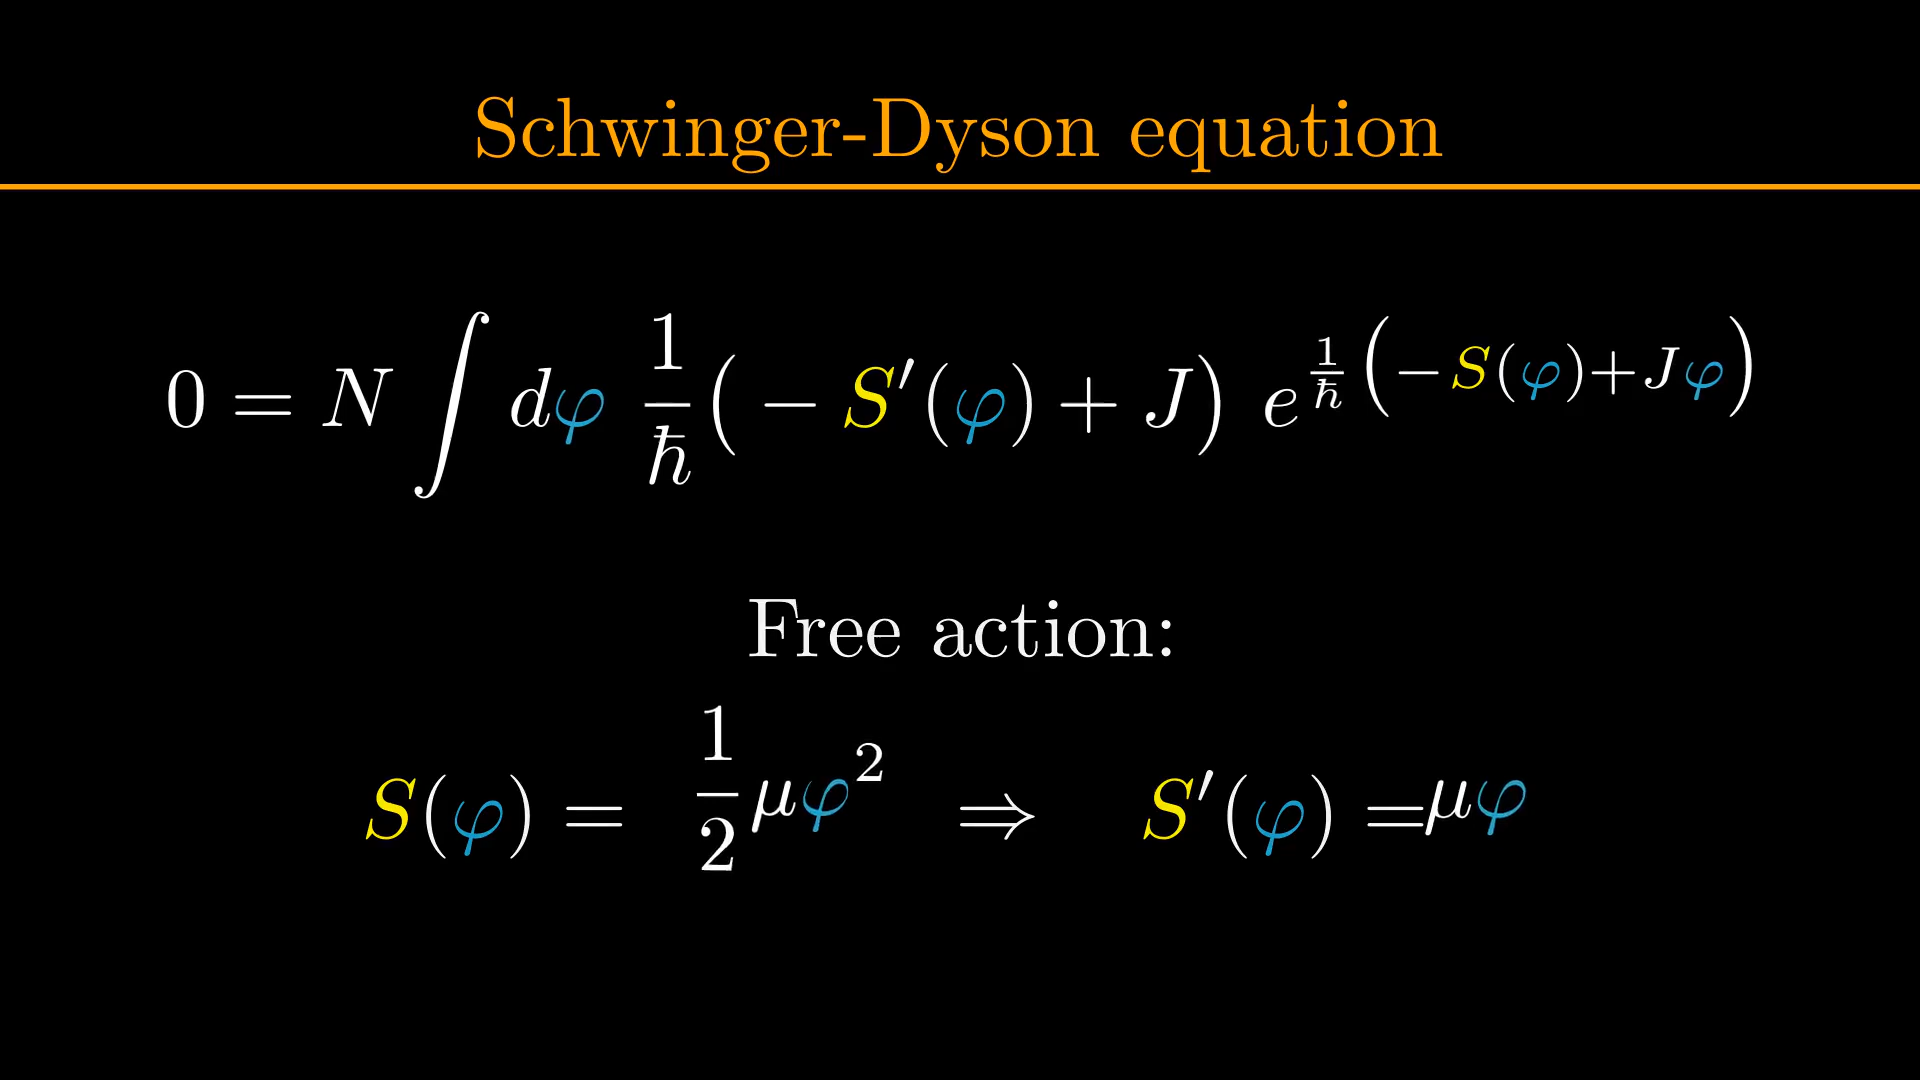 Schwinger-Dyson equation
0 = N ∫ dφ 1/ħ ( − S′(φ) + J ) e^{1/ħ ( −S(φ)+Jφ )}
Free action:
S(φ) = 1/2 μφ² ⇒ S′(φ) = μφ